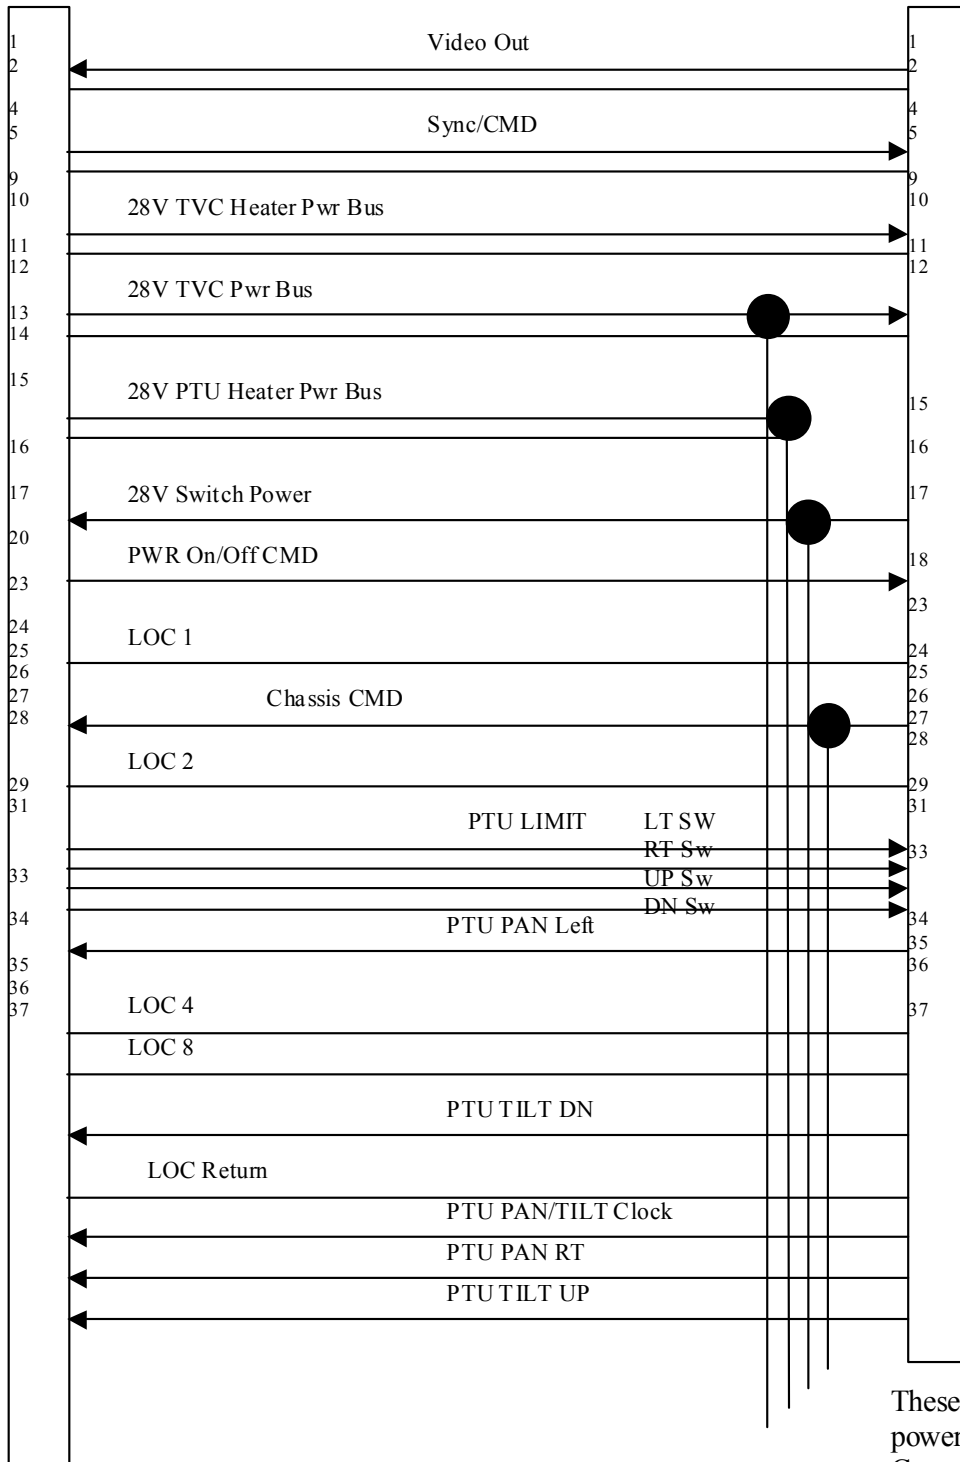 1 Video Out 1
2 2
4 4
5 Sync/CMD 5
9 9
10 28V TVC Heater Pwr Bus 10
11 11
12 12
28V TVC Pwr Bus
13
14
15 28V PTU Heater Pwr Bus 15
16 16
17 28V Switch Power 17
20
PWR On/Off CMD 18
23
23
24
LOC 1
25 24
26 25
27 Chassis CMD 26
28 27
28
LOC 2
29 29
31 31
PTU LIMIT LT SW
RT Sw 33
33 UP Sw
DN Sw
34 PTU PAN Left 34
35
35 36
36
37 LOC 4 37
LOC 8
PTU TILT DN
LOC Return
PTU PAN/TILT Clock
PTU PAN RT
PTU TILT UP
These
power